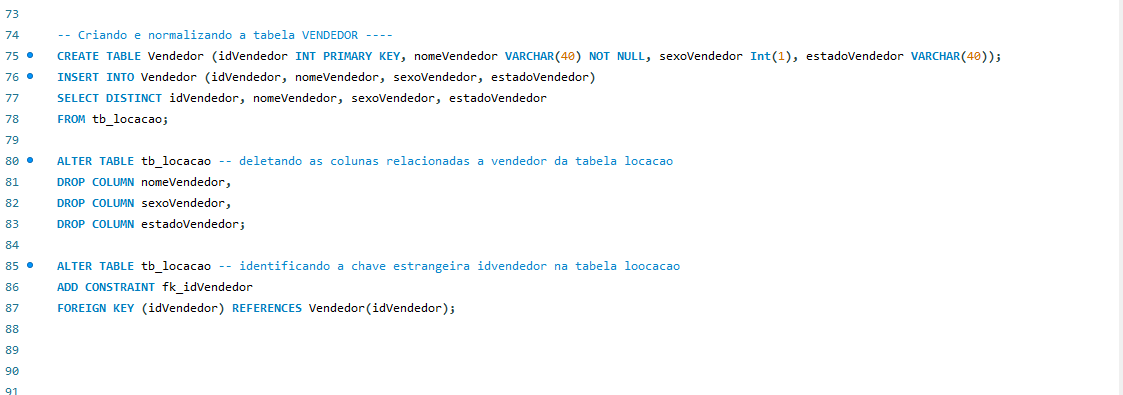 73
74 -- Criando e normalizando a tabela VENDEDOR ----
75 CREATE TABLE Vendedor (idVendedor INT PRIMARY KEY, nomeVendedor VARCHAR(40) NOT NULL, sexoVendedor Int(1), estadoVendedor VARCHAR(40));
76 INSERT INTO Vendedor (idVendedor, nomeVendedor, sexoVendedor, estadoVendedor)
77 SELECT DISTINCT idVendedor, nomeVendedor, sexoVendedor, estadoVendedor
78 FROM tb_locacao;
79
80 ALTER TABLE tb_locacao -- deletando as colunas relacionadas a vendedor da tabela locacao
81 DROP COLUMN nomeVendedor,
82 DROP COLUMN sexoVendedor,
83 DROP COLUMN estadoVendedor;
84
85 ALTER TABLE tb_locacao -- identificando a chave estrangeira idvendedor na tabela loocacao
86 ADD CONSTRAINT fk_idVendedor
87 FOREIGN KEY (idVendedor) REFERENCES Vendedor(idVendedor);
88
89
90
91